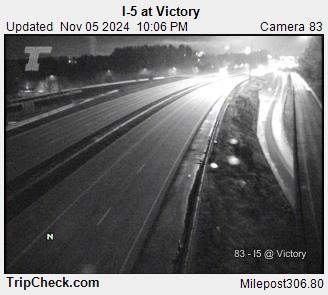 I-5 at Victory
Updated Nov 05 2024 10:06 PM Camera 83
T
N
83 - I5 @ Victory
TripCheck.com Milepost306.80